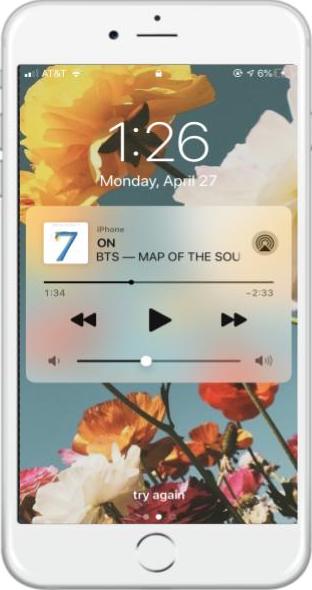 AT&T 6%
1:26
Monday, April 27
7
iPhone
ON
BTS — MAP OF THE SOU
1:34 -2:33
try again